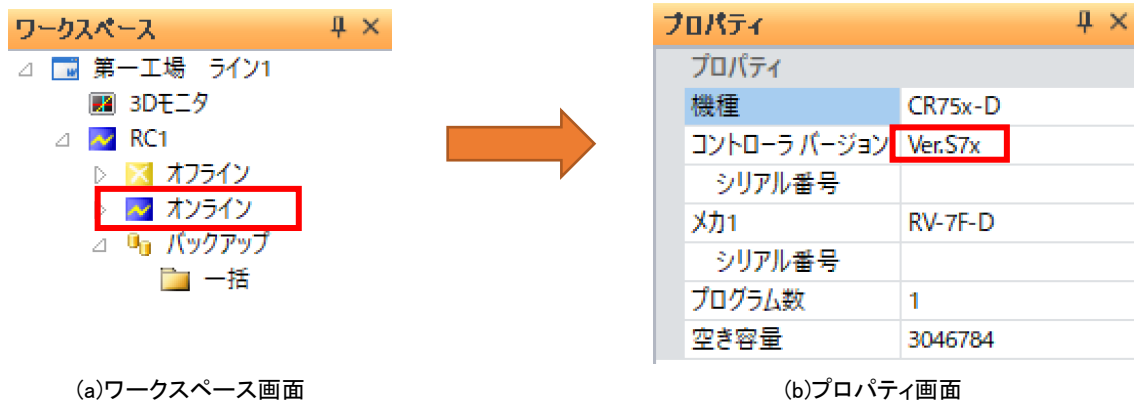 ワークスペース
第一工場 ライン1
3Dモニタ
RC1
オフライン
オンライン
バックアップ
一括
(a)ワークスペース画面
プロパティ
プロパティ
機種 CR75x-D
コントローラ バージョン Ver.S7x
シリアル番号
メカ1 RV-7F-D
シリアル番号
プログラム数 1
空き容量 3046784
(b)プロパティ画面